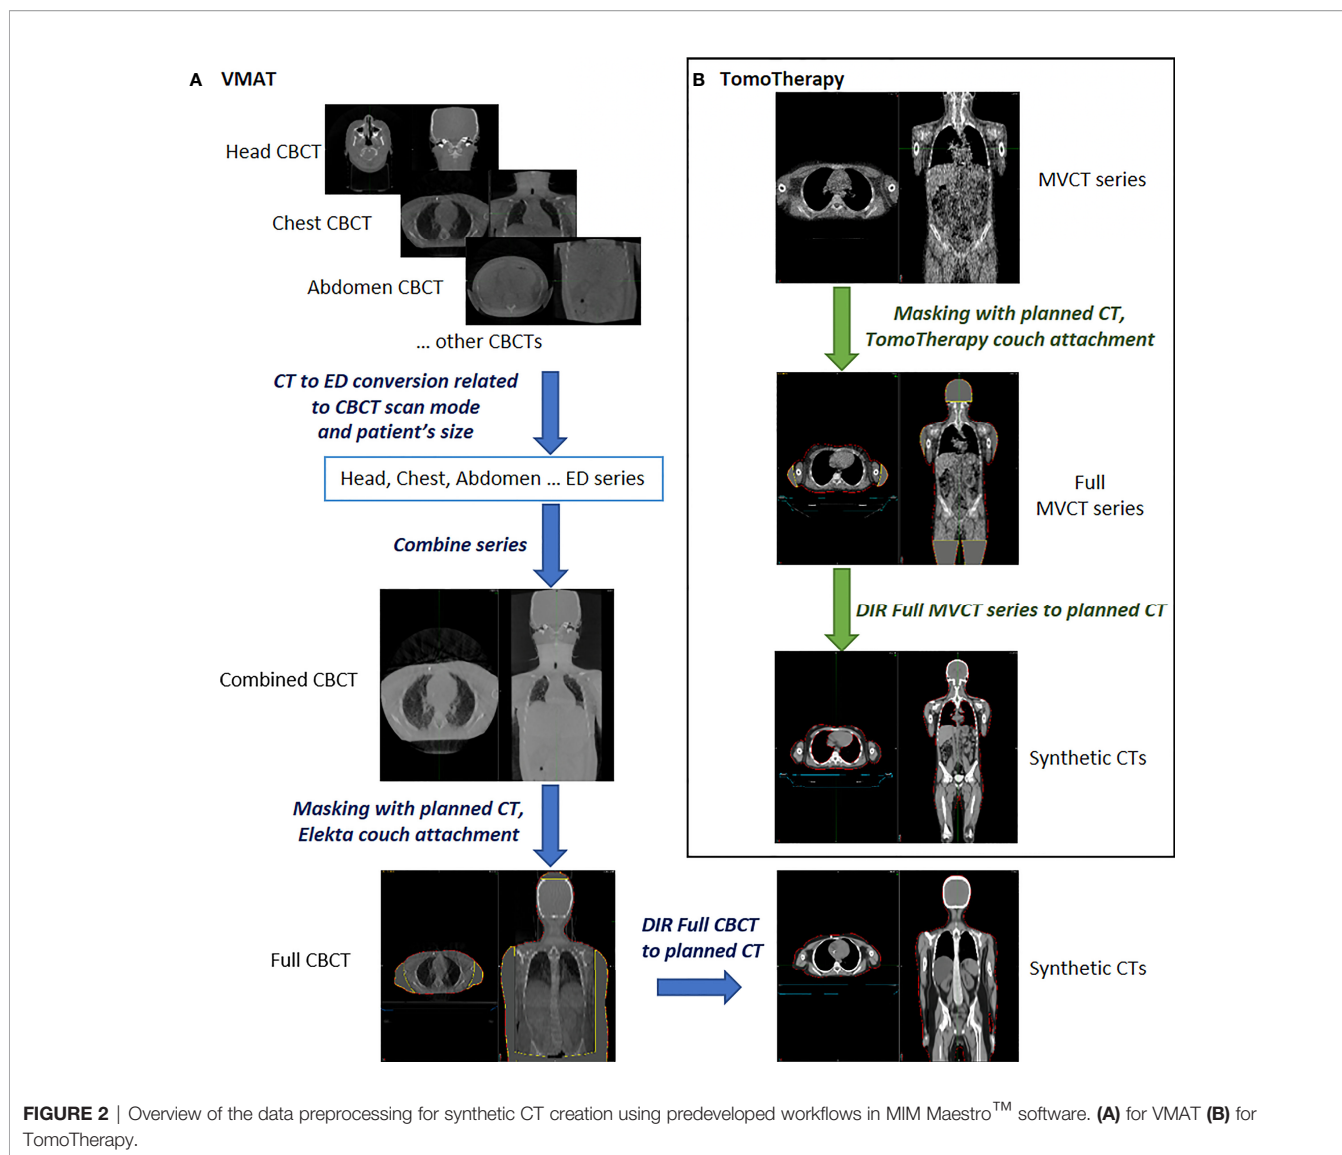 A VMAT
Head CBCT
Chest CBCT
Abdomen CBCT
... other CBCTs
CT to ED conversion related
to CBCT scan mode
and patient's size
Head, Chest, Abdomen ... ED series
Combine series
Combined CBCT
Masking with planned CT,
Elekta couch attachment
Full CBCT
DIR Full CBCT
to planned CT
Synthetic CTs
B TomoTherapy
MVCT series
Masking with planned CT,
TomoTherapy couch attachment
Full
MVCT series
DIR Full MVCT series to planned CT
Synthetic CTs
FIGURE 2 | Overview of the data preprocessing for synthetic CT creation using predeveloped workflows in MIM Maestro™ software. (A) for VMAT (B) for
TomoTherapy.